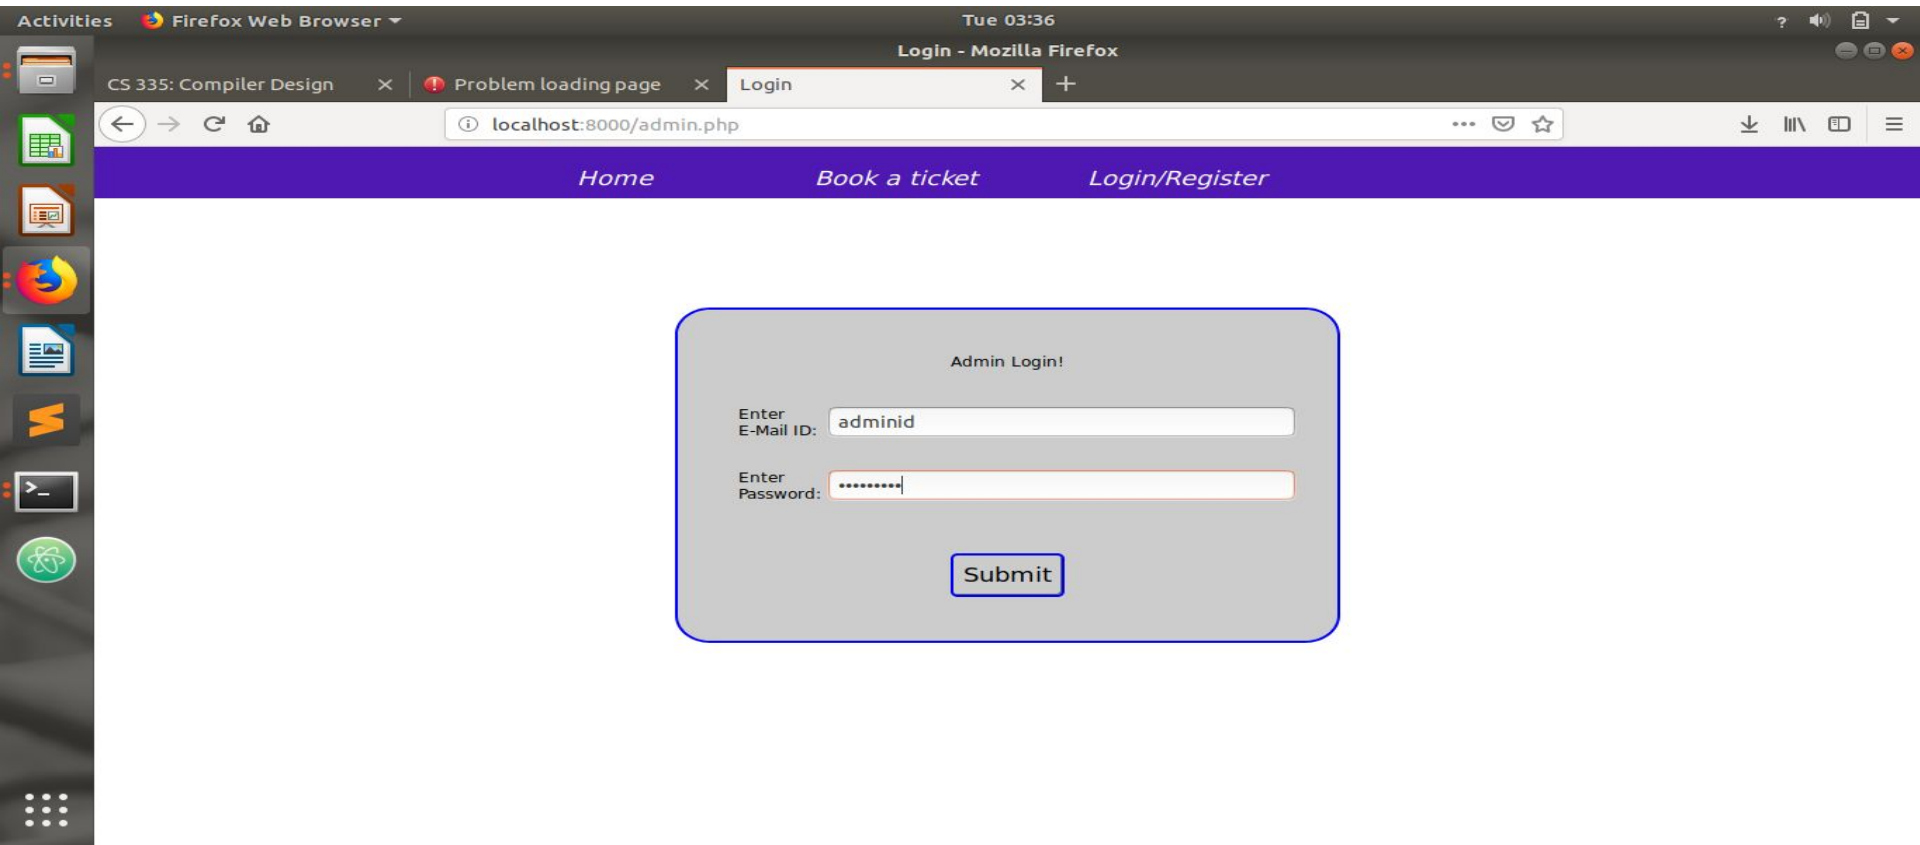 Activities Firefox Web Browser Tue 03:36 ?
Login - Mozilla Firefox
CS 335: Compiler Design Problem loading page Login
localhost:8000/admin.php
Home Book a ticket Login/Register
Admin Login!
Enter
E-Mail ID: adminid
Enter
Password: •••••••••
Submit